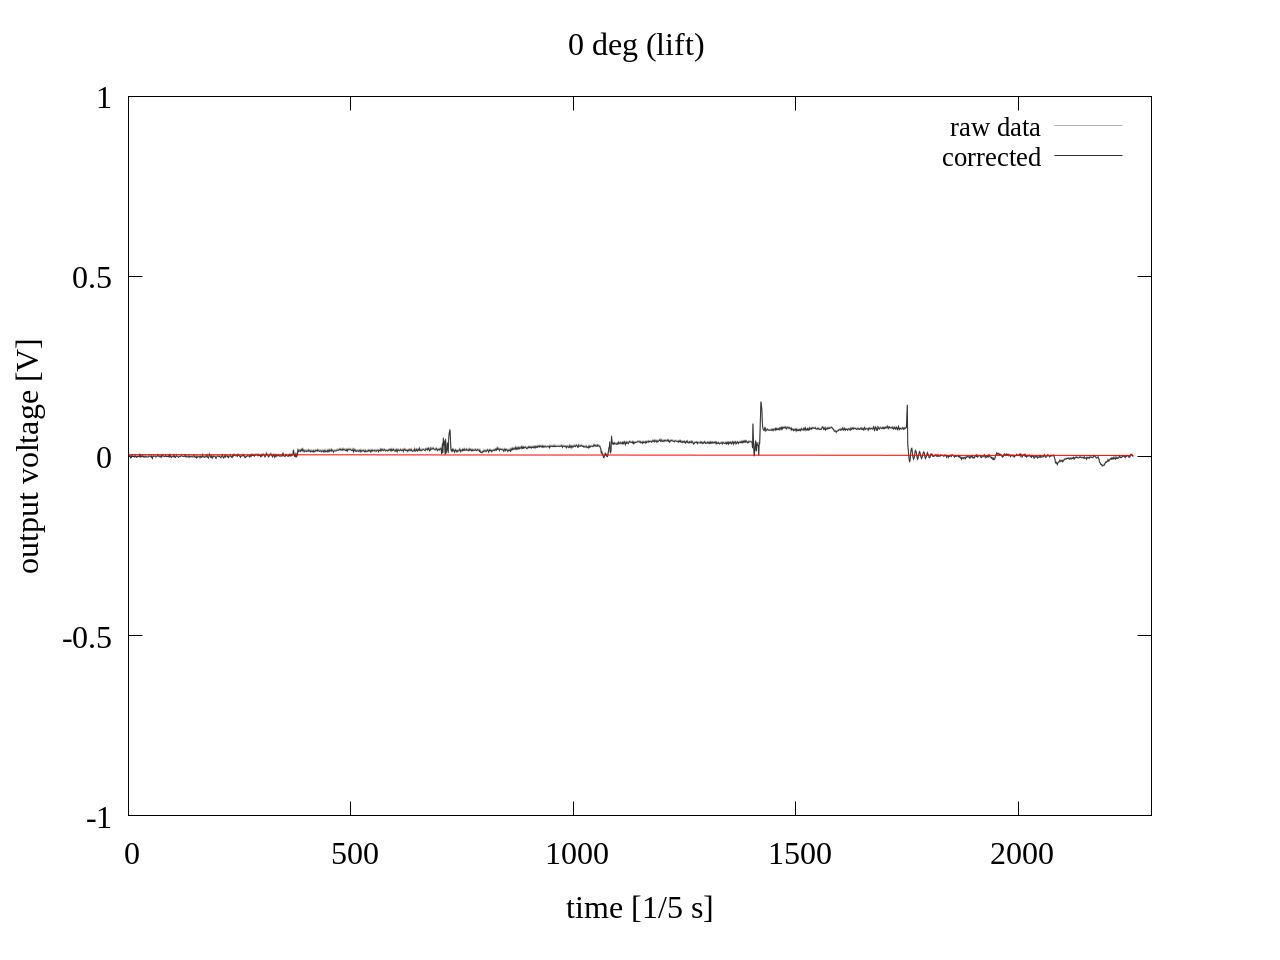 0 deg (lift)
1
raw data
corrected
0.5
0
-0.5
-1
output voltage [V]
0 500 1000 1500 2000
time [1/5 s]